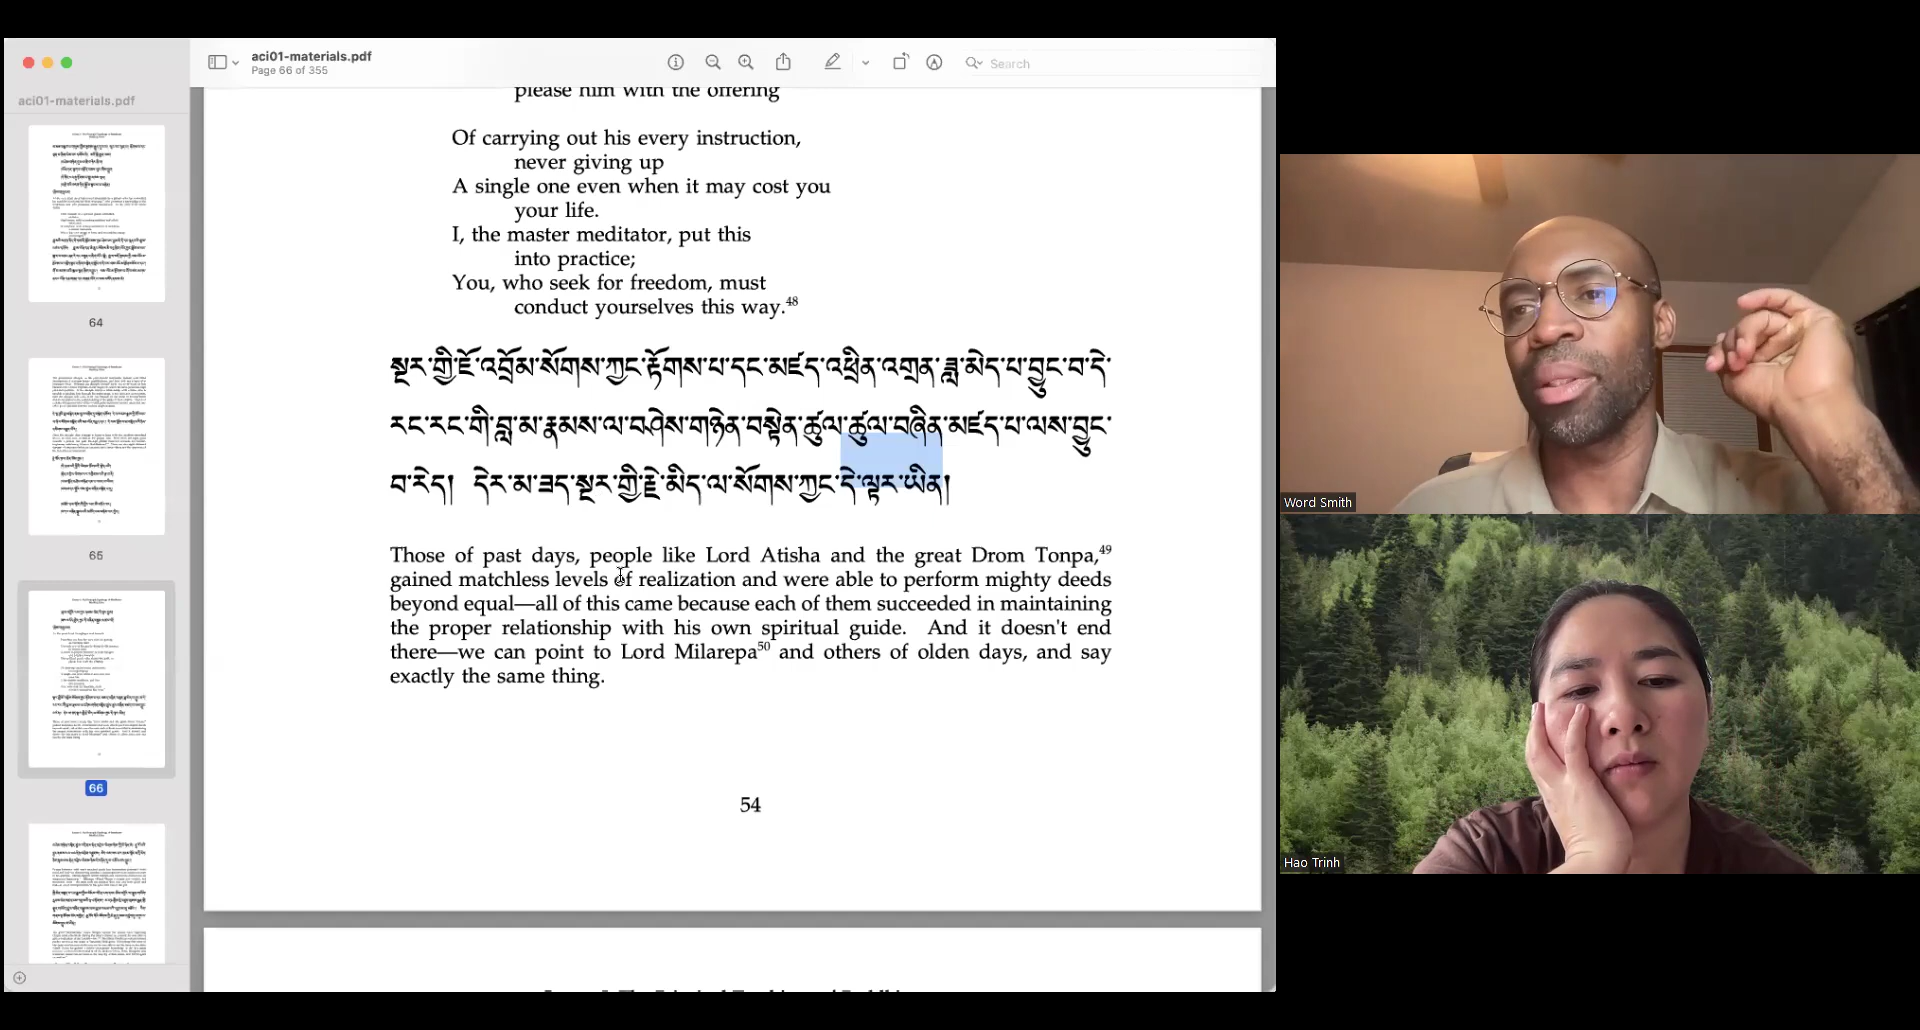 aci01-materials.pdf
Page 66 of 355
Search
aci01-materials.pdf
64
65
66
please him with the offering
Of carrying out his every instruction,
never giving up
A single one even when it may cost you
your life.
I, the master meditator, put this
into practice;
You, who seek for freedom, must
conduct yourselves this way.48
སྔར་གྱི་ཇོ་འབྲོམ་སོགས་ཀྱང་རྟོགས་པ་དང་མཛད་འཕྲིན་འགྲན་ཟླ་མེད་པ་བྱུང་བ་དེ་
རང་རང་གི་བླ་མ་རྣམས་ལ་བཤེས་གཉེན་བསྟེན་ཚུལ་ཚུལ་བཞིན་མཛད་པ་ལས་བྱུང་
བ་རེད། དེར་མ་ཟད་སྔར་གྱི་རྗེ་མིད་ལ་སོགས་ཀྱང་དེ་ལྟར་ཡིན།
Those of past days, people like Lord Atisha and the great Drom Tonpa,49
gained matchless levels of realization and were able to perform mighty deeds
beyond equal—all of this came because each of them succeeded in maintaining
the proper relationship with his own spiritual guide. And it doesn't end
there—we can point to Lord Milarepa50 and others of olden days, and say
exactly the same thing.
54
Word Smith
Hao Trinh